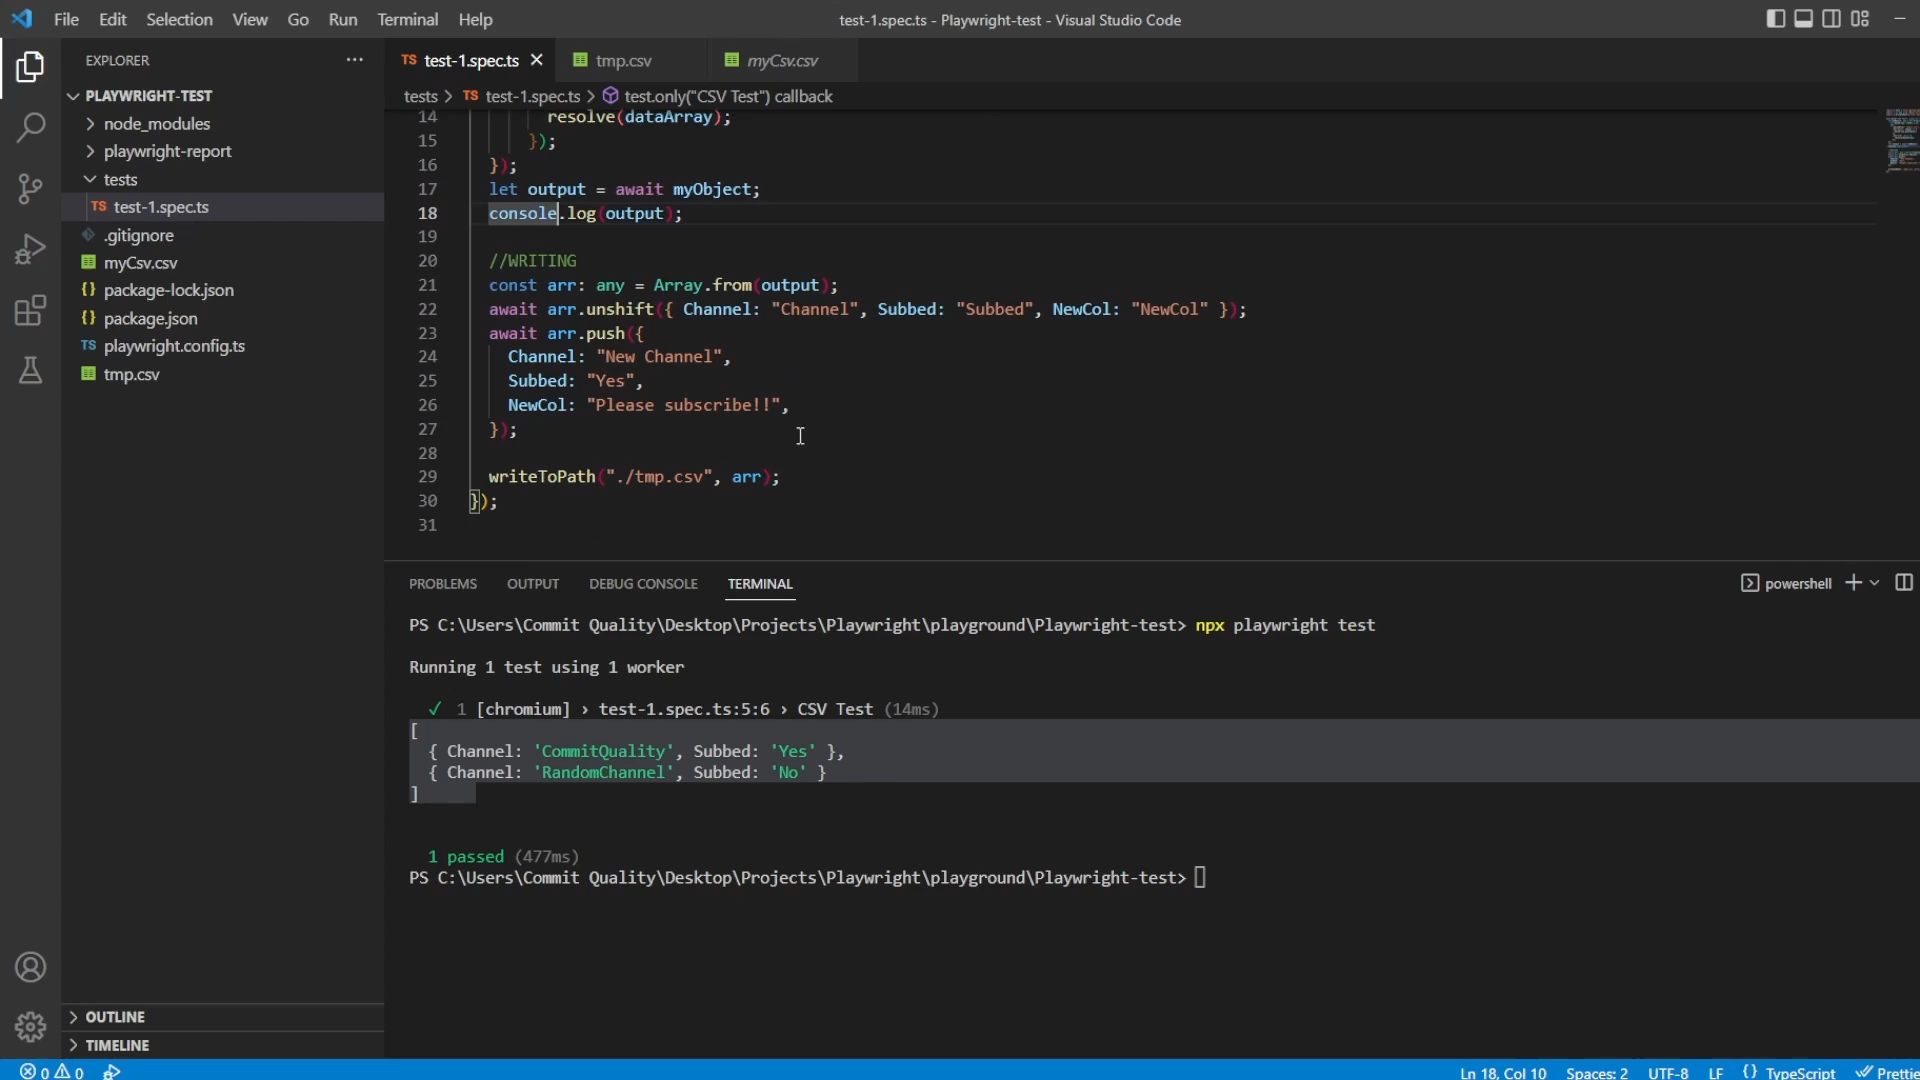 File Edit Selection View Go Run Terminal Help
test-1.spec.ts - Playwright-test - Visual Studio Code
EXPLORER
PLAYWRIGHT-TEST
node_modules
playwright-report
tests
TS test-1.spec.ts
.gitignore
myCsv.csv
{} package-lock.json
{} package.json
TS playwright.config.ts
tmp.csv
OUTLINE
TIMELINE
TS test-1.spec.ts tmp.csv myCsv.csv
tests > TS test-1.spec.ts > test.only("CSV Test") callback
14 resolve(dataArray);
15 });
16 });
17 let output = await myObject;
18 console.log(output);
19
20 //WRITING
21 const arr: any = Array.from(output);
22 await arr.unshift({ Channel: "Channel", Subbed: "Subbed", NewCol: "NewCol" });
23 await arr.push({
24 Channel: "New Channel",
25 Subbed: "Yes",
26 NewCol: "Please subscribe!!",
27 });
28
29 writeToPath("./tmp.csv", arr);
30 });
31
PROBLEMS OUTPUT DEBUG CONSOLE TERMINAL
powershell
PS C:\Users\Commit Quality\Desktop\Projects\Playwright\playground\Playwright-test> npx playwright test
Running 1 test using 1 worker
✓ 1 [chromium] › test-1.spec.ts:5:6 › CSV Test (14ms)
[
{ Channel: 'CommitQuality', Subbed: 'Yes' },
{ Channel: 'RandomChannel', Subbed: 'No' }
]
1 passed (477ms)
PS C:\Users\Commit Quality\Desktop\Projects\Playwright\playground\Playwright-test>
0 0 Ln 18, Col 10 Spaces: 2 UTF-8 LF {} TypeScript Prettie